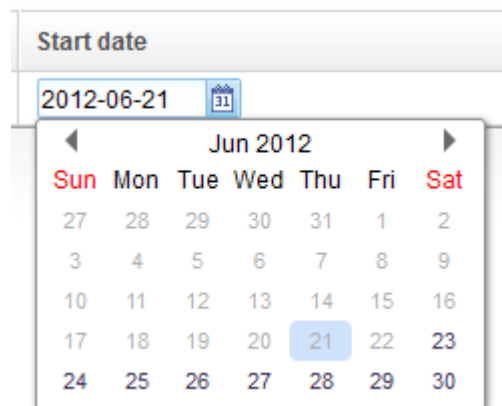 Start date
2012-06-21 31
Jun 2012
Sun Mon Tue Wed Thu Fri Sat
27 28 29 30 31 1 2
3 4 5 6 7 8 9
10 11 12 13 14 15 16
17 18 19 20 21 22 23
24 25 26 27 28 29 30